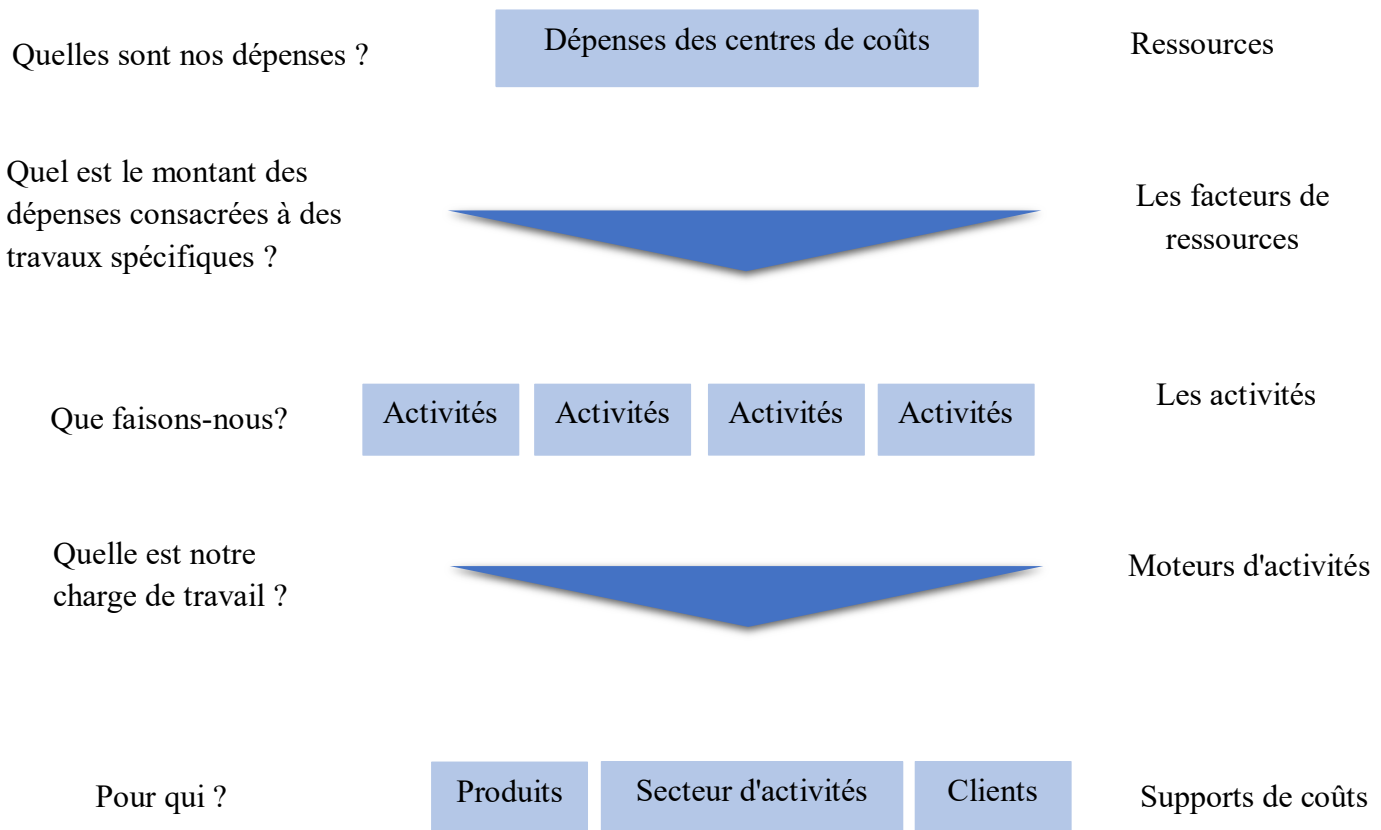 Quelles sont nos dépenses ?
Dépenses des centres de coûts
Ressources
Quel est le montant des
dépenses consacrées à des
travaux spécifiques ?
Les facteurs de
ressources
Que faisons-nous?
Activités
Activités
Activités
Activités
Les activités
Quelle est notre
charge de travail ?
Moteurs d'activités
Pour qui ?
Produits
Secteur d'activités
Clients
Supports de coûts